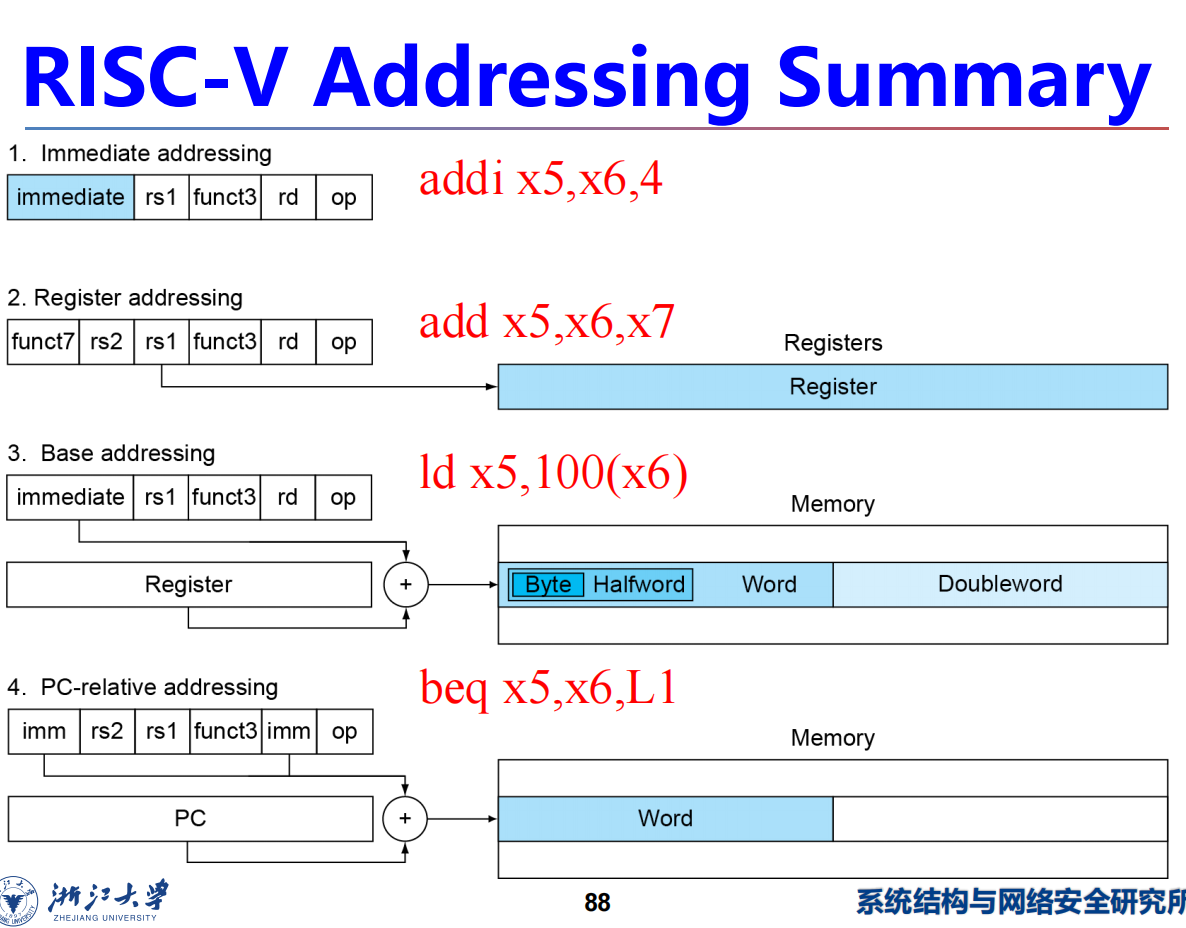 RISC-V Addressing Summary
1. Immediate addressing
addi x5,x6,4
immediate rs1 funct3 rd op
2. Register addressing
add x5,x6,x7
funct7 rs2 rs1 funct3 rd op
Registers
Register
3. Base addressing
ld x5,100(x6)
immediate rs1 funct3 rd op
Memory
Register + Byte Halfword Word Doubleword
4. PC-relative addressing
beq x5,x6,L1
imm rs2 rs1 funct3 imm op
Memory
PC + Word
浙江大学
ZHEJIANG UNIVERSITY
88
系统结构与网络安全研究所